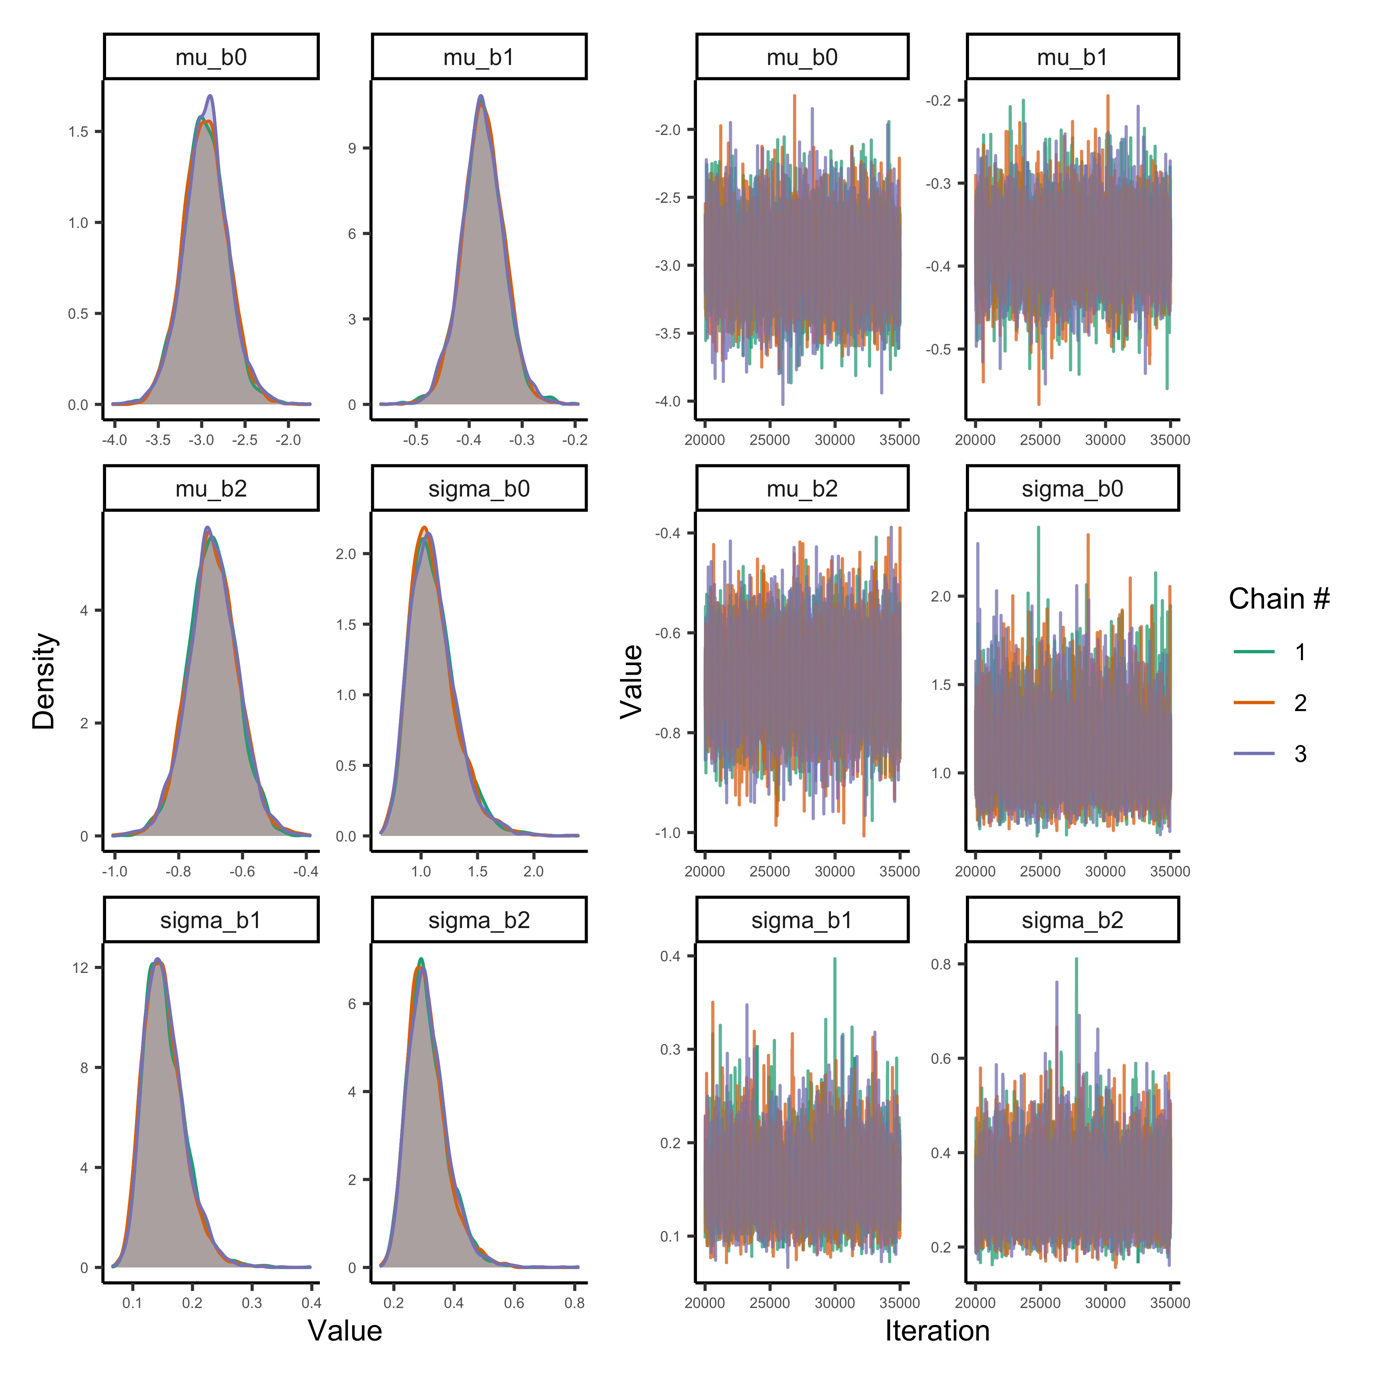 mu_b0
mu_b1
mu_b0
mu_b1
1.5
1.0
0.5
0.0
9
6
3
0
-2.0
-2.5
-3.0
-3.5
-4.0
-0.2
-0.3
-0.4
-0.5
-4.0 -3.5 -3.0 -2.5 -2.0
-0.5 -0.4 -0.3 -0.2
20000 25000 30000 35000
20000 25000 30000 35000
mu_b2
sigma_b0
mu_b2
sigma_b0
4
2
0
2.0
1.5
1.0
0.5
0.0
-0.4
-0.6
-0.8
-1.0
2.0
1.5
1.0
-1.0 -0.8 -0.6 -0.4
1.0 1.5 2.0
20000 25000 30000 35000
20000 25000 30000 35000
sigma_b1
sigma_b2
sigma_b1
sigma_b2
12
8
4
0
6
4
2
0
0.4
0.3
0.2
0.1
0.8
0.6
0.4
0.2
0.1 0.2 0.3 0.4
0.2 0.4 0.6 0.8
20000 25000 30000 35000
20000 25000 30000 35000
Density
Value
Value
Iteration
Chain #
1
2
3